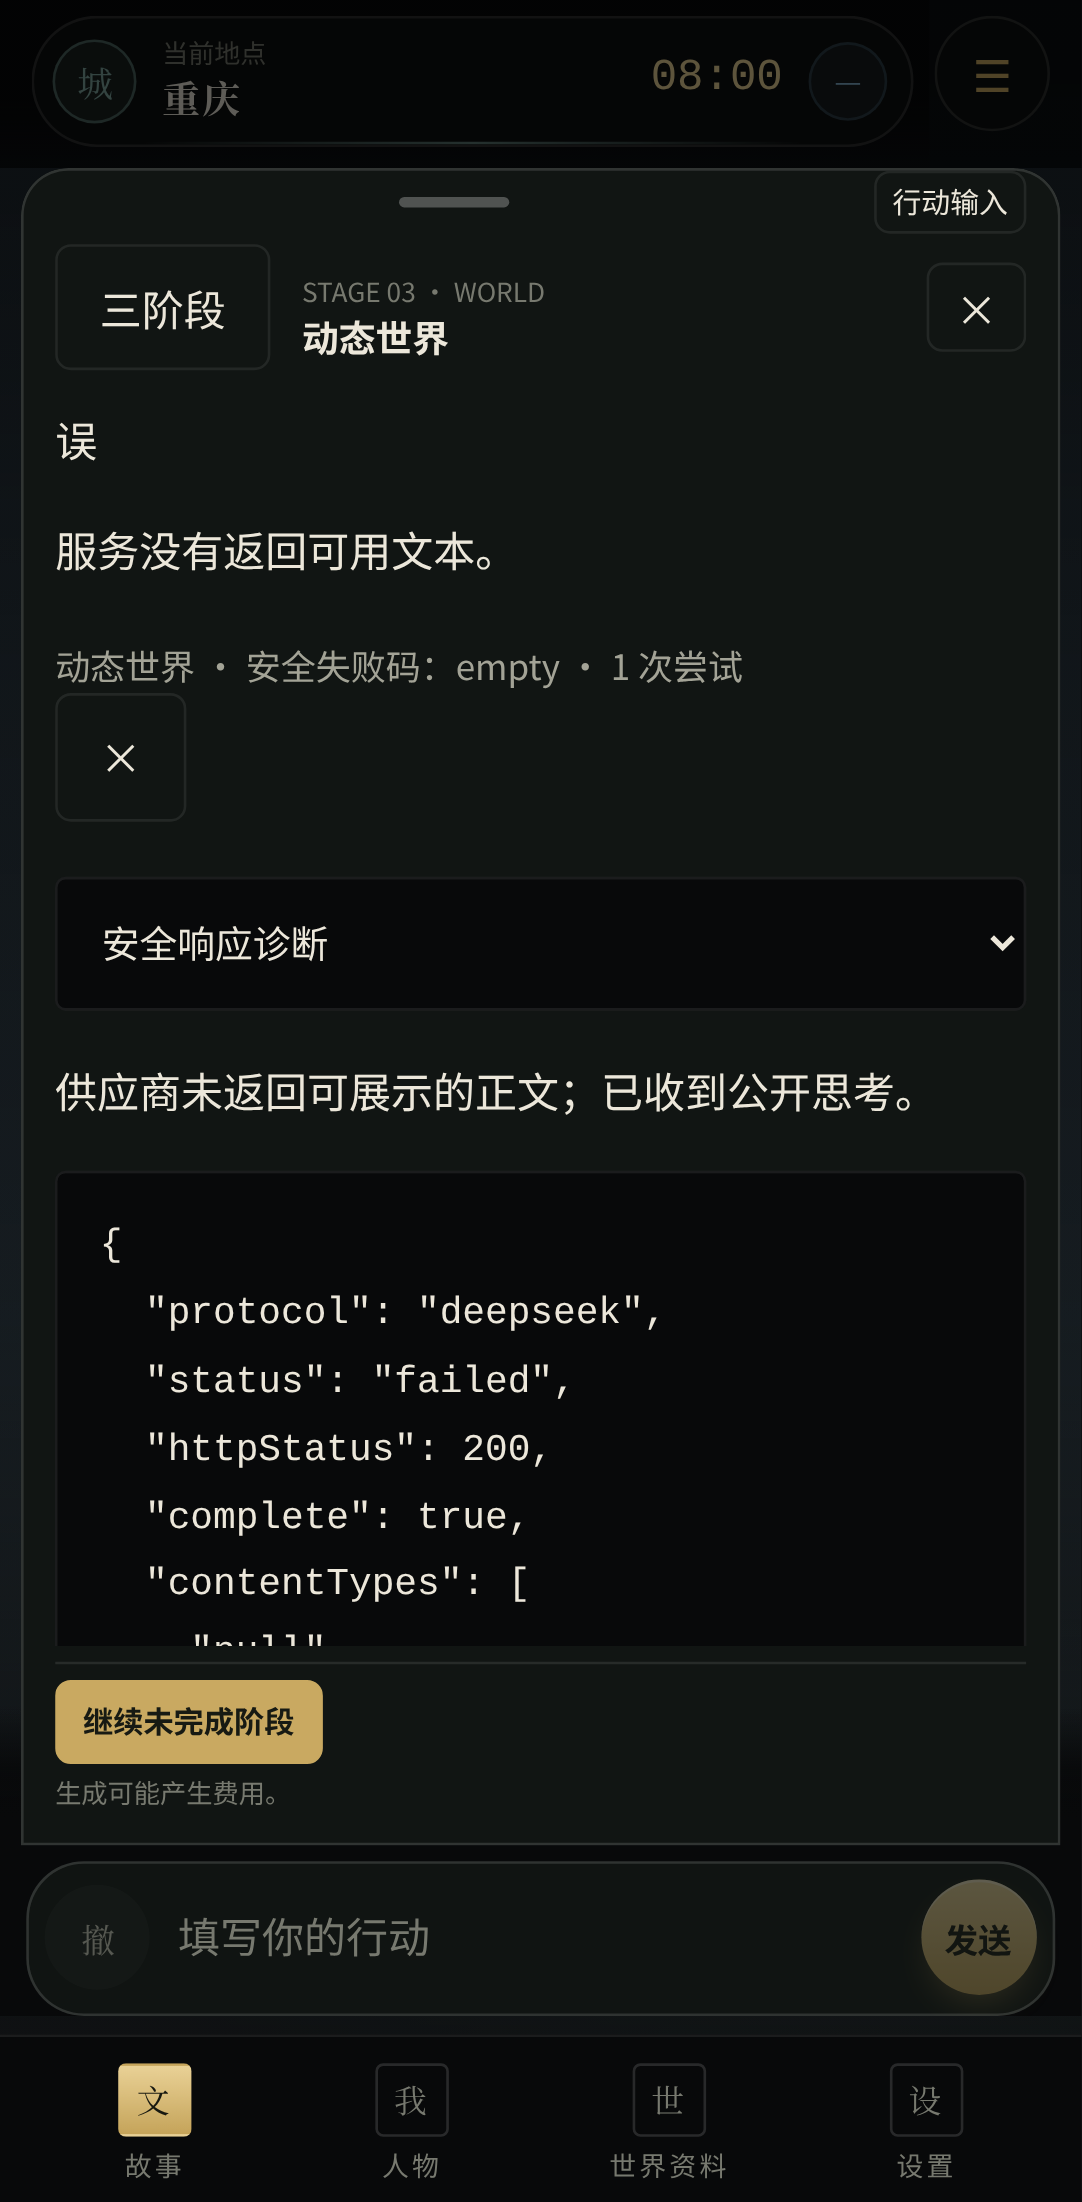 城
当前地点
重庆
08:00
—
☰
行动输入
三阶段
STAGE 03 · WORLD
动态世界
×
误
服务没有返回可用文本。
动态世界 · 安全失败码：empty · 1 次尝试
×
安全响应诊断
供应商未返回可展示的正文；已收到公开思考。
{
"protocol": "deepseek",
"status": "failed",
"httpStatus": 200,
"complete": true,
"contentTypes": [
"null"
继续未完成阶段
生成可能产生费用。
撤
填写你的行动
发送
文
故事
我
人物
世
世界资料
设
设置